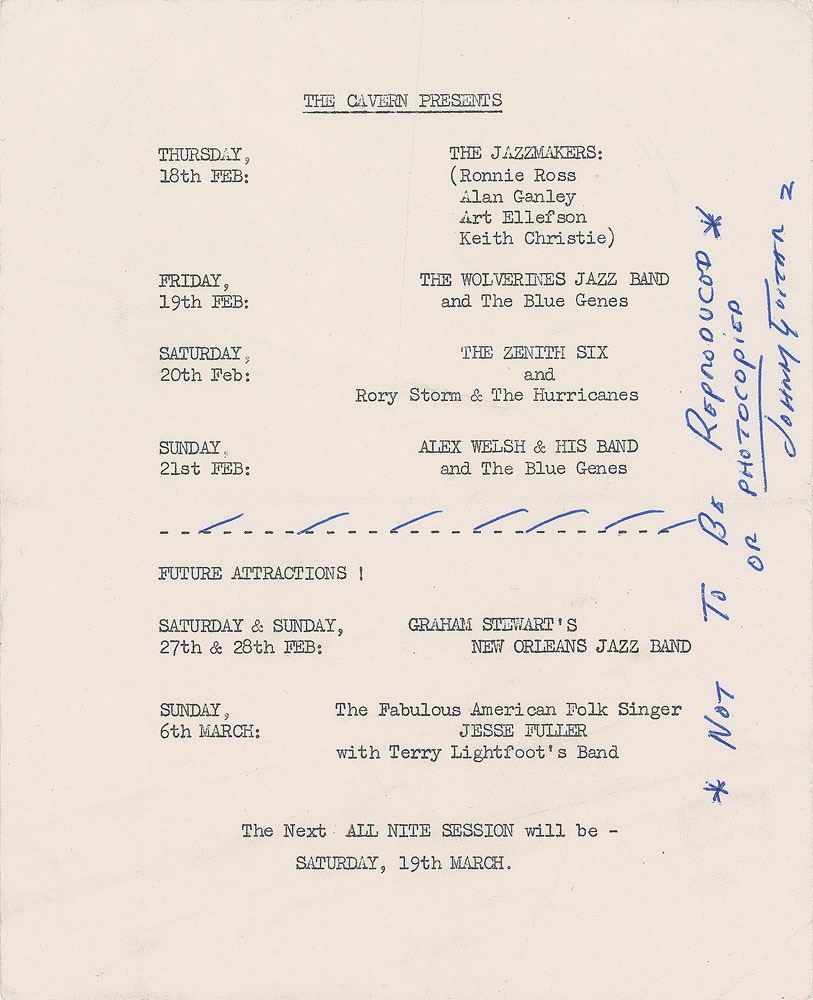 THE CAVERN PRESENTS
THURSDAY, THE JAZZMAKERS:
18th FEB: (Ronnie Ross
Alan Ganley
Art Ellefson
Keith Christie)
FRIDAY, THE WOLVERINES JAZZ BAND
19th FEB: and The Blue Genes
SATURDAY, THE ZENITH SIX
20th Feb: and
Rory Storm & The Hurricanes
SUNDAY, ALEX WELSH & HIS BAND
21st FEB: and The Blue Genes
FUTURE ATTRACTIONS !
SATURDAY & SUNDAY, GRAHAM STEWART'S
27th & 28th FEB: NEW ORLEANS JAZZ BAND
SUNDAY, The Fabulous American Folk Singer
6th MARCH: JESSE FULLER
with Terry Lightfoot's Band
The Next ALL NITE SESSION will be -
SATURDAY, 19th MARCH.
* NOT TO BE REPRODUCED *
OR PHOTOCOPIED
JOHNNY GUITAR